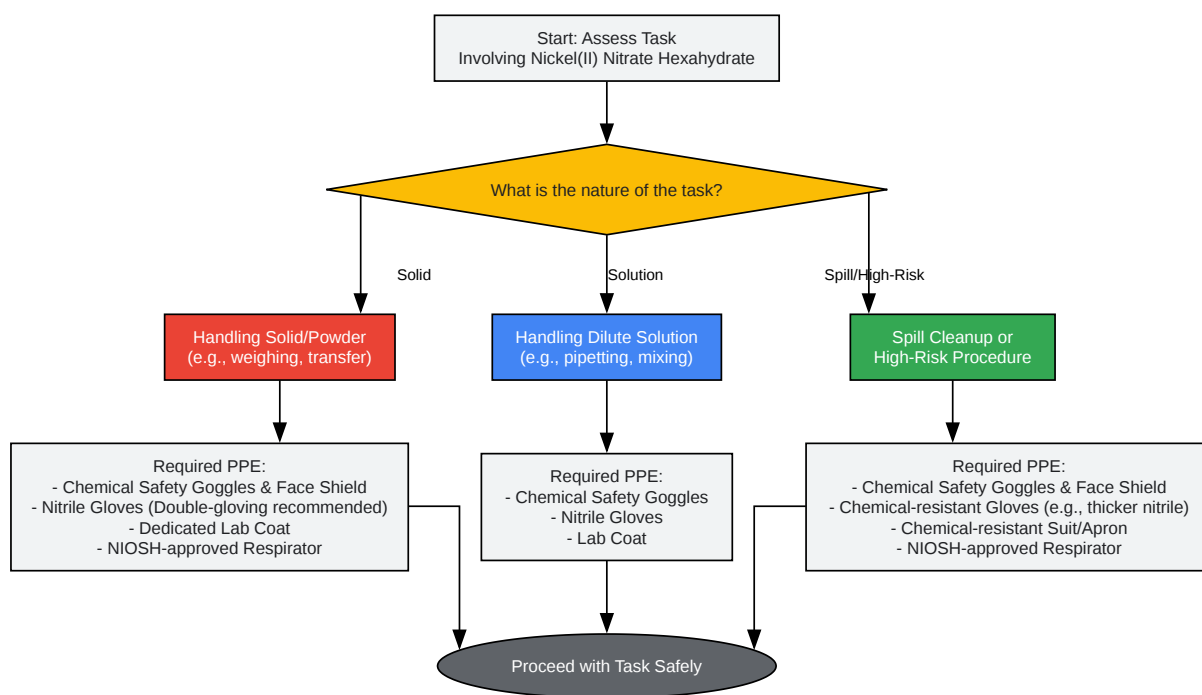 Start: Assess Task
Involving Nickel(II) Nitrate Hexahydrate
What is the nature of the task?
Solid
Solution
Spill/High-Risk
Handling Solid/Powder
(e.g., weighing, transfer)
Handling Dilute Solution
(e.g., pipetting, mixing)
Spill Cleanup or
High-Risk Procedure
Required PPE:
- Chemical Safety Goggles & Face Shield
- Nitrile Gloves (Double-gloving recommended)
- Dedicated Lab Coat
- NIOSH-approved Respirator
Required PPE:
- Chemical Safety Goggles
- Nitrile Gloves
- Lab Coat
Required PPE:
- Chemical Safety Goggles & Face Shield
- Chemical-resistant Gloves (e.g., thicker nitrile)
- Chemical-resistant Suit/Apron
- NIOSH-approved Respirator
Proceed with Task Safely